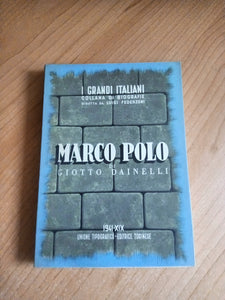 I GRANDI ITALIANI
COLLANA DI BIOGRAFIE
DIRETTA DA LUIGI FEDERZONI
MARCO POLO
GIOTTO DAINELLI
1941-XIX
UNIONE TIPOGRAFICO-EDITRICE TORINESE